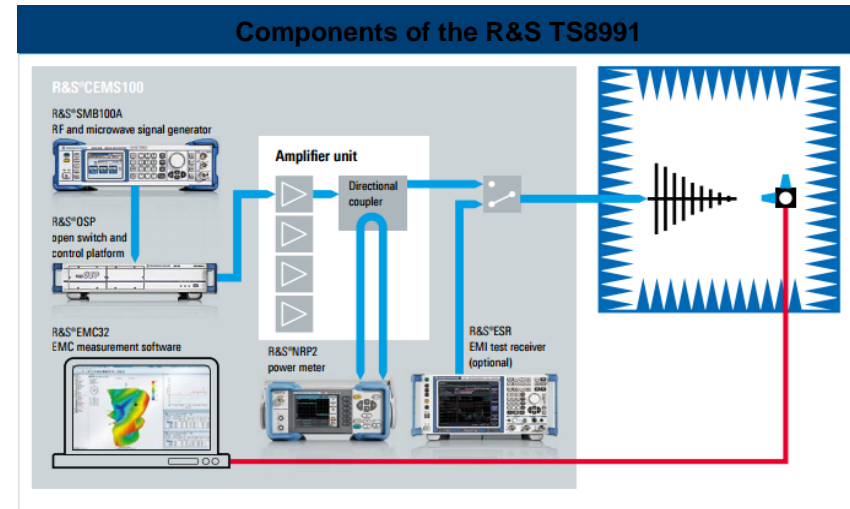 Components of the R&S TS8991
R&S®CEMS100
R&S®SMB100A
RF and microwave signal generator
Amplifier unit
Directional
coupler
R&S®OSP
open switch and
control platform
R&S®EMC32
EMC measurement software
R&S®NRP2
power meter
R&S®ESR
EMI test receiver
(optional)